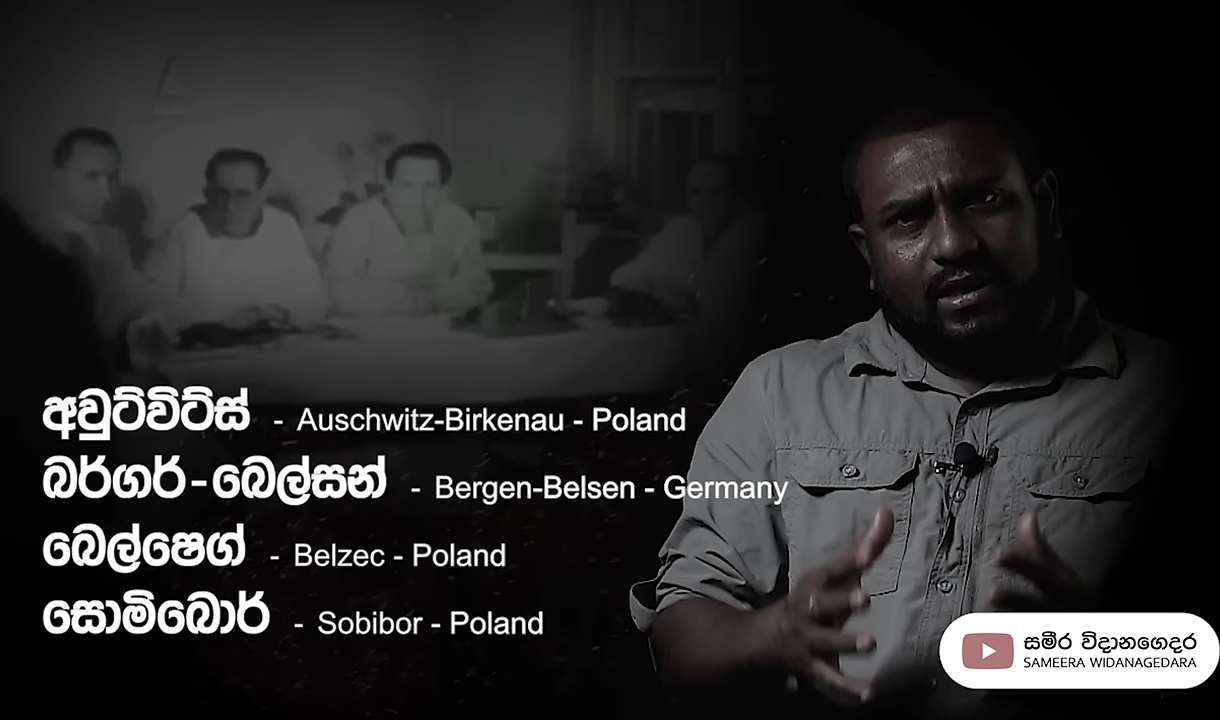 අවුට්විට්ස් - Auschwitz-Birkenau - Poland
බර්ගර්-බෙල්සන් - Bergen-Belsen - Germany
බෙල්ෂෙග් - Belzec - Poland
සොමිබොර් - Sobibor - Poland
සමීර විදානගෙදර
SAMEERA WIDANAGEDARA